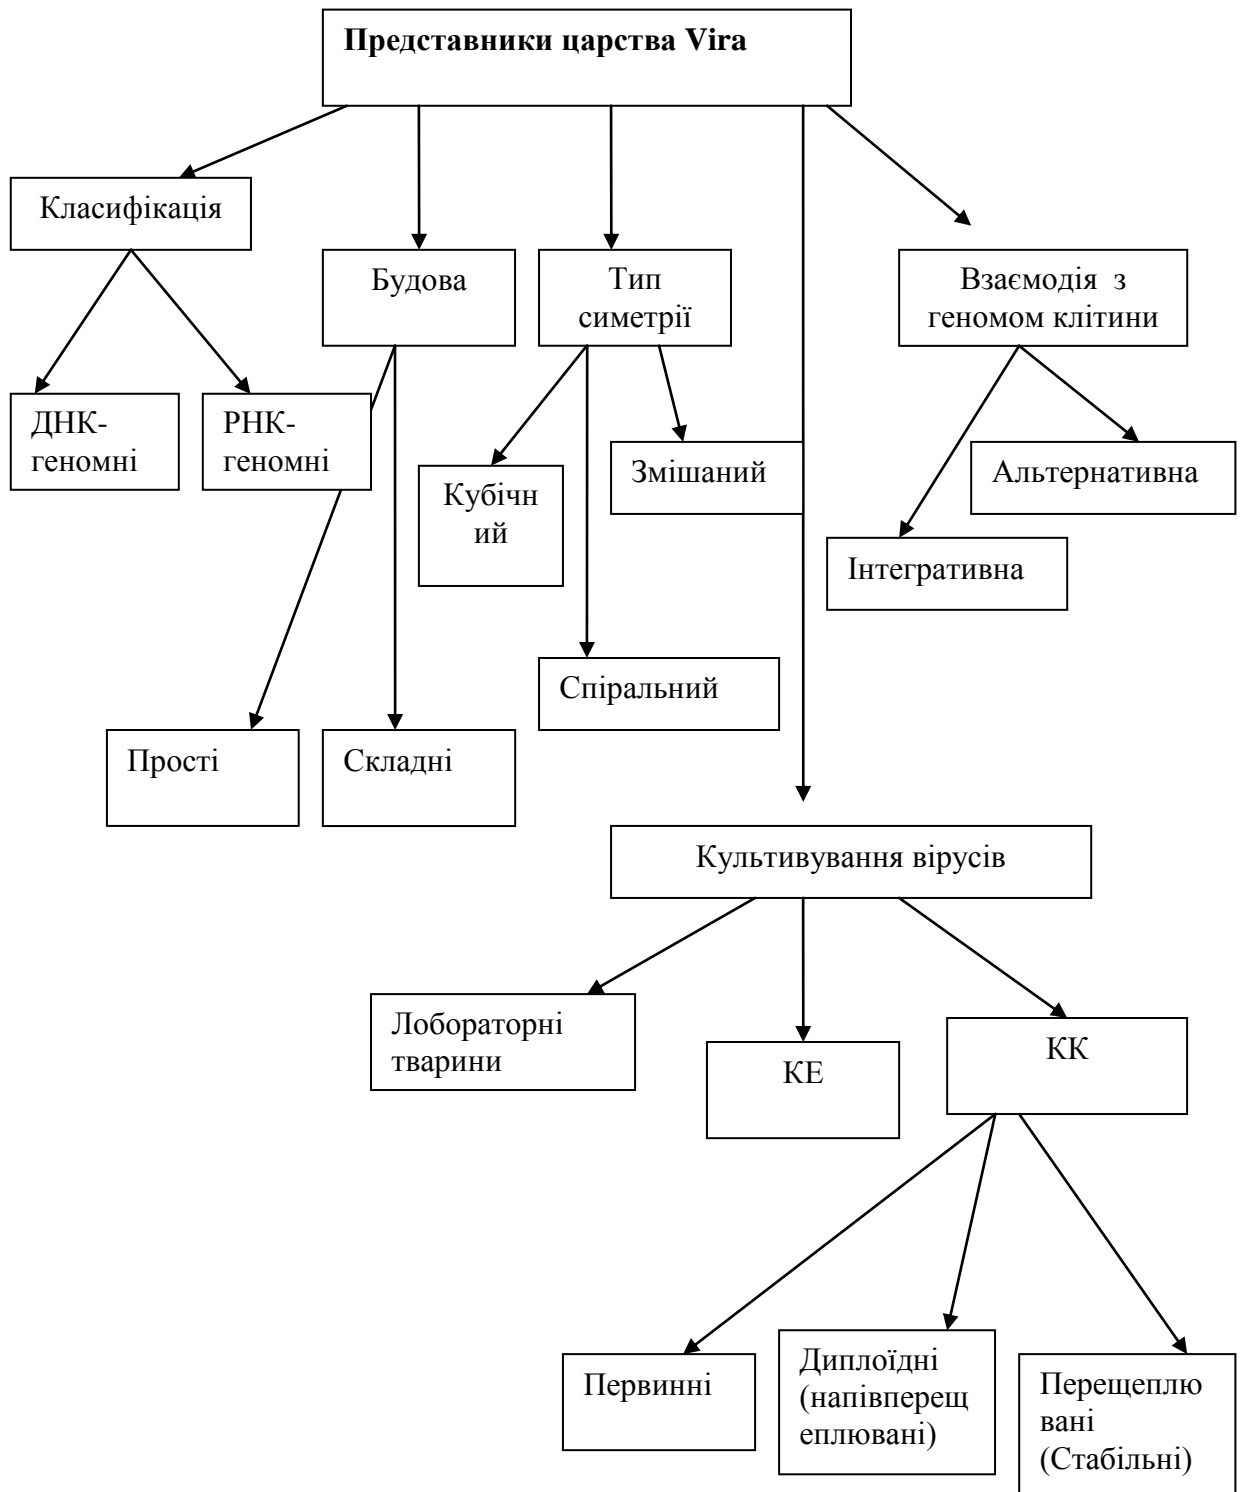 Представники царства Vira
Класифікація
Будова
Тип
симетрії
Взаємодія з
геномом клітини
ДНК-
геномні
РНК-
геномні
Кубічн
ий
Змішаний
Альтернативна
Інтегративна
Спіральний
Прості
Складні
Культивування вірусів
Лобораторні
тварини
КЕ
КК
Первинні
Диплоїдні
(напівперещ
еплювані)
Перещеплю
вані
(Стабільні)